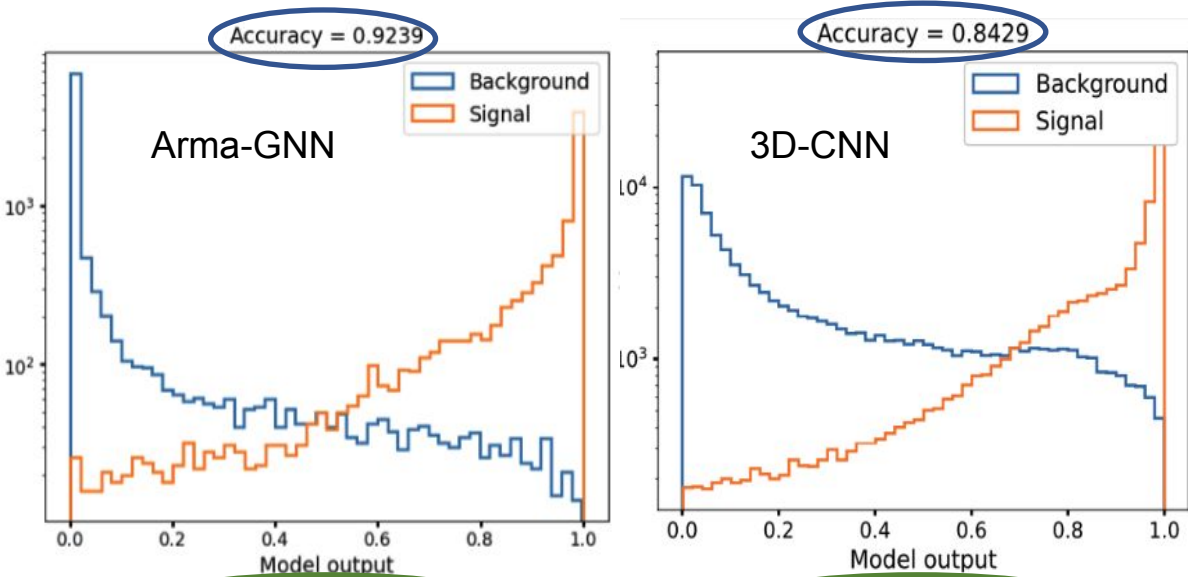 Accuracy = 0.9239
Background
Signal
Arma-GNN
10³
10²
0.0 0.2 0.4 0.6 0.8 1.0
Model output
Accuracy = 0.8429
Background
Signal
3D-CNN
10⁴
10³
0.0 0.2 0.4 0.6 0.8 1.0
Model output